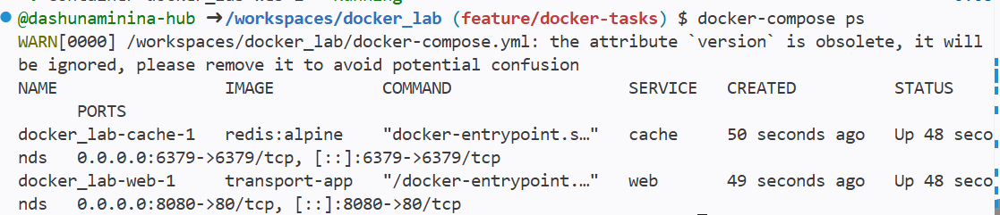 @dashunaminina-hub ➜/workspaces/docker_lab (feature/docker-tasks) $ docker-compose ps
WARN[0000] /workspaces/docker_lab/docker-compose.yml: the attribute `version` is obsolete, it will
be ignored, please remove it to avoid potential confusion
NAME IMAGE COMMAND SERVICE CREATED STATUS
PORTS
docker_lab-cache-1 redis:alpine "docker-entrypoint.s…" cache 50 seconds ago Up 48 seco
nds 0.0.0.0:6379->6379/tcp, [::]:6379->6379/tcp
docker_lab-web-1 transport-app "/docker-entrypoint.…" web 49 seconds ago Up 48 seco
nds 0.0.0.0:8080->80/tcp, [::]:8080->80/tcp